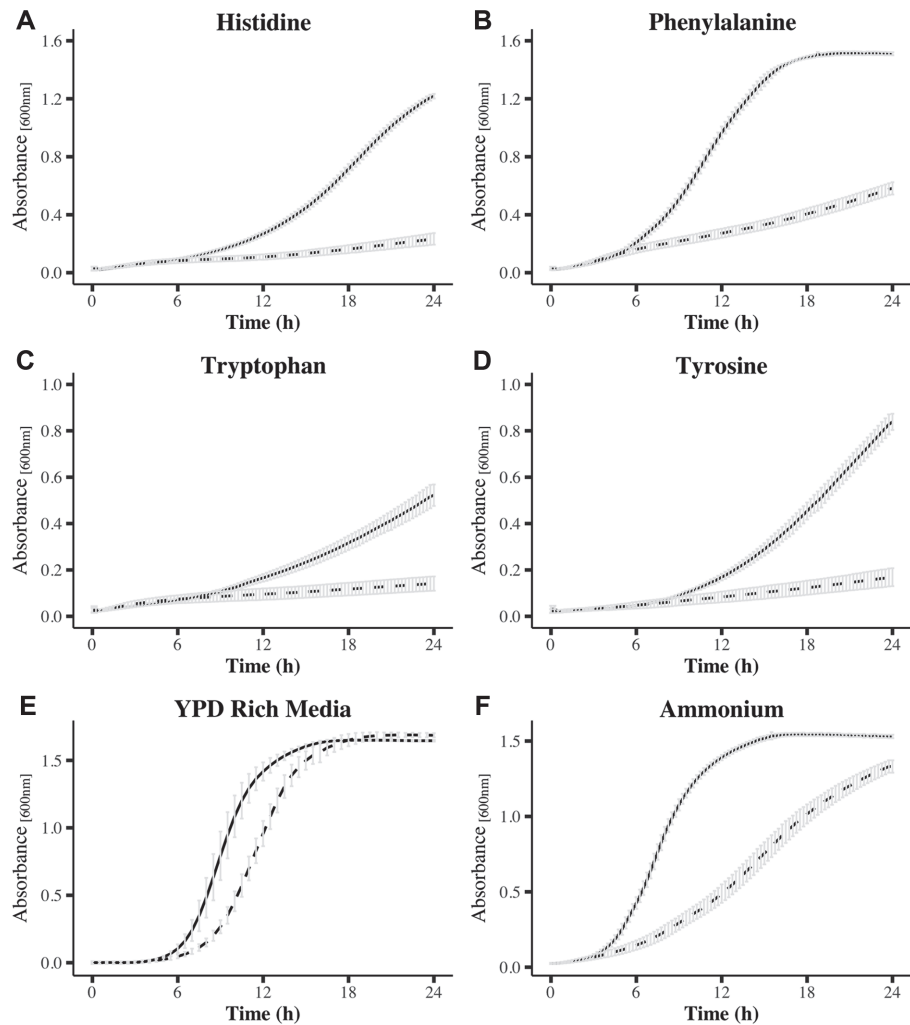 A Histidine
Absorbance [600nm]
1.6
1.2
0.8
0.4
0.0
0 6 12 18 24
Time (h)
B Phenylalanine
Absorbance [600nm]
1.6
1.2
0.8
0.4
0.0
0 6 12 18 24
Time (h)
C Tryptophan
Absorbance [600nm]
1.0
0.8
0.6
0.4
0.2
0.0
0 6 12 18 24
Time (h)
D Tyrosine
Absorbance [600nm]
1.0
0.8
0.6
0.4
0.2
0.0
0 6 12 18 24
Time (h)
E YPD Rich Media
Absorbance [600nm]
1.5
1.0
0.5
0.0
0 6 12 18 24
Time (h)
F Ammonium
Absorbance [600nm]
1.5
1.0
0.5
0.0
0 6 12 18 24
Time (h)